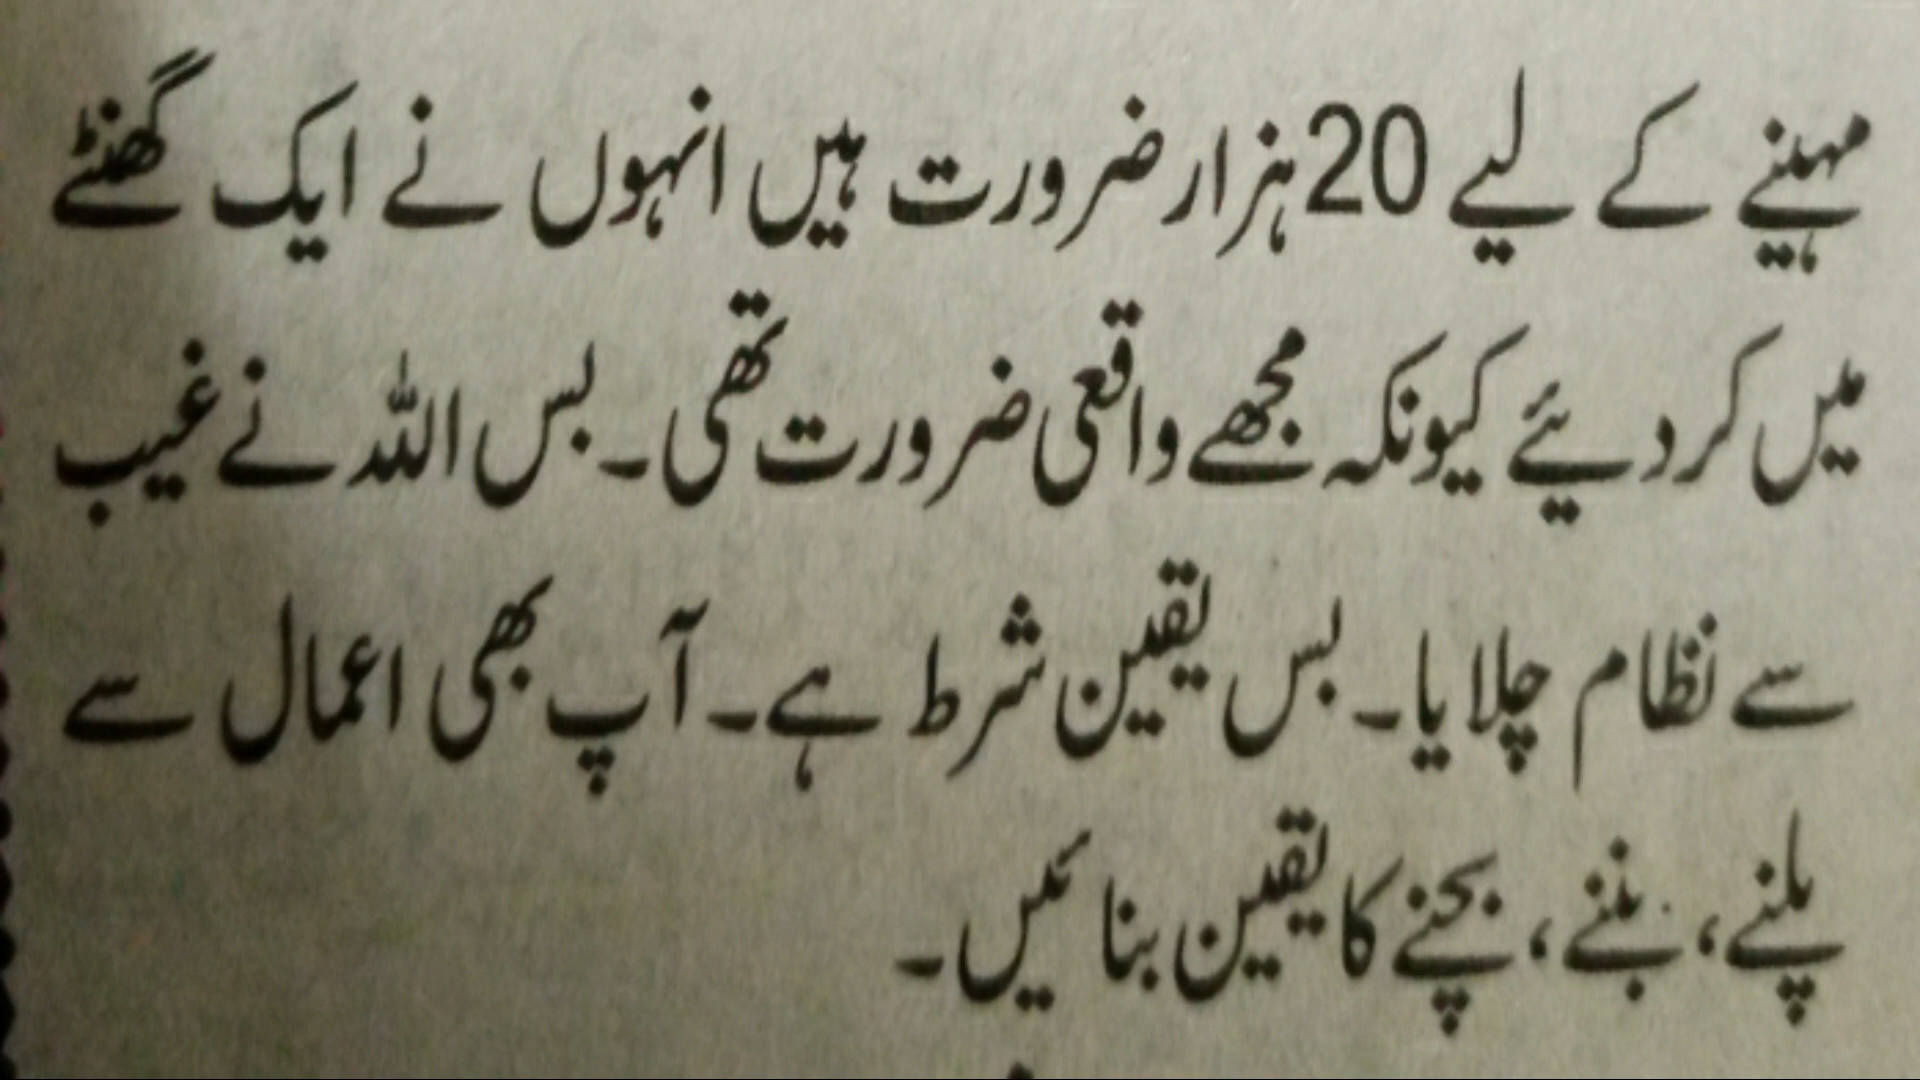 مہینے کے لیے 20 ہزار ضرورت ہیں انہوں نے ایک گھنٹے
میں کر دیئے کیونکہ مجھے واقعی ضرورت تھی۔ بس اللہ نے غیب
سے نظام چلایا۔ بس یقین شرط ہے۔ آپ بھی اعمال سے
پلنے، بننے، بچنے کا یقین بنائیں۔